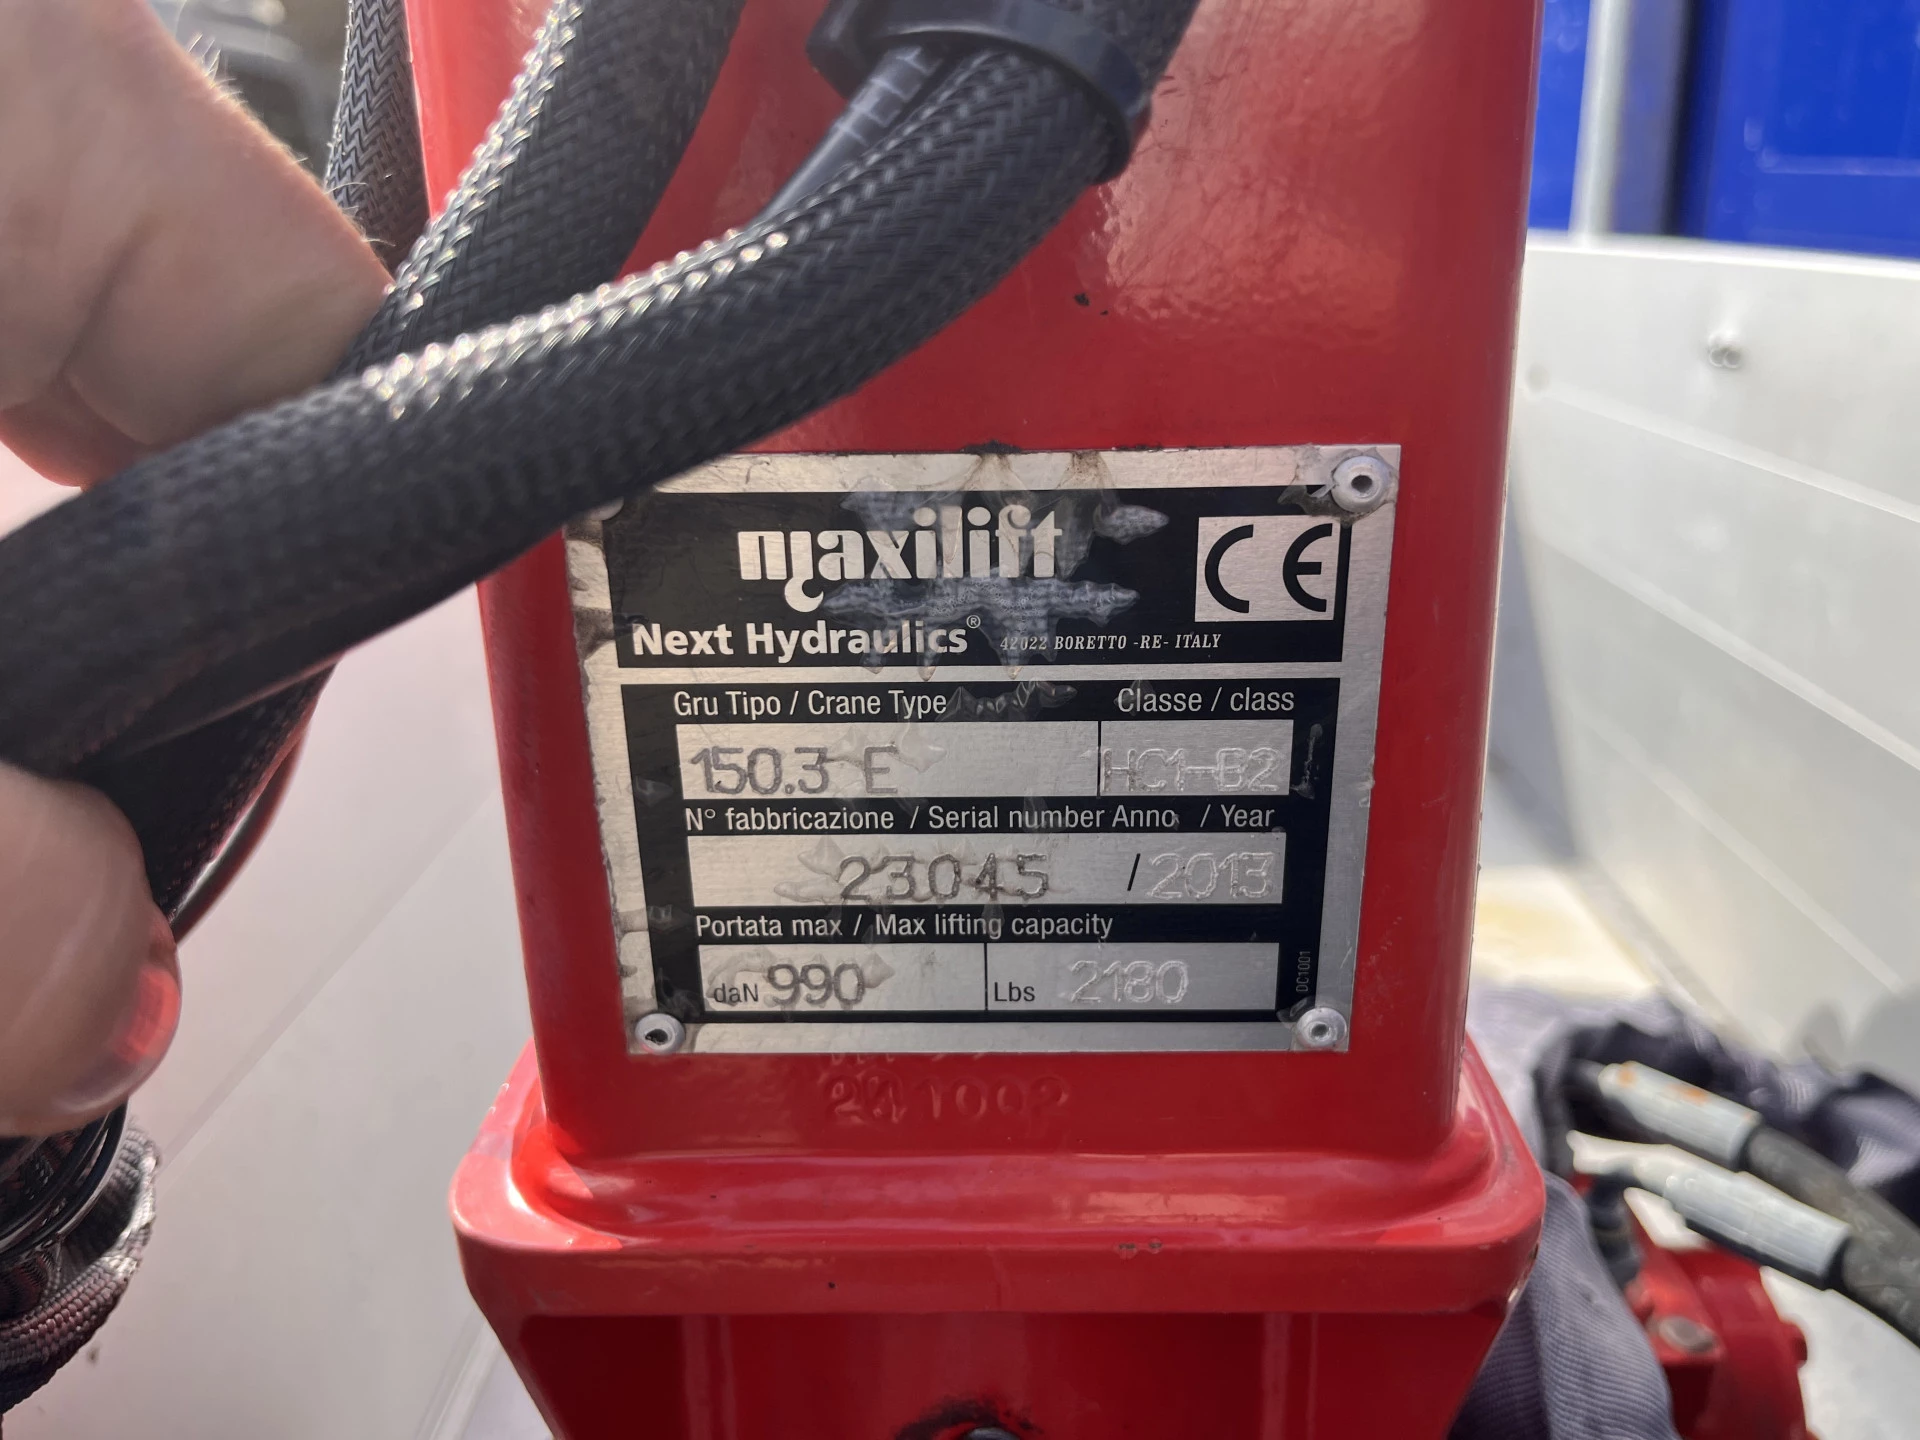 maxilift
CE
Next Hydraulics® 42022 BORETTO -RE- ITALY
Gru Tipo / Crane Type Classe / class
150.3 E HC1-B2
N° fabbricazione / Serial number Anno / Year
23045 / 2013
Portata max / Max lifting capacity
daN 990 Lbs 2180
DC1001